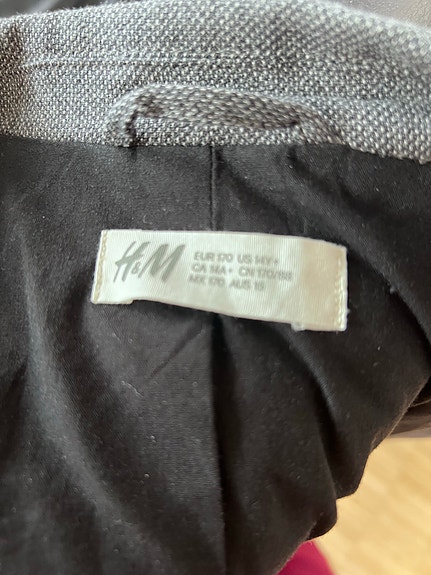 H&M
EUR 170 US 14Y+
CA 14A+ CN 170/88
MX 170 AUS 15